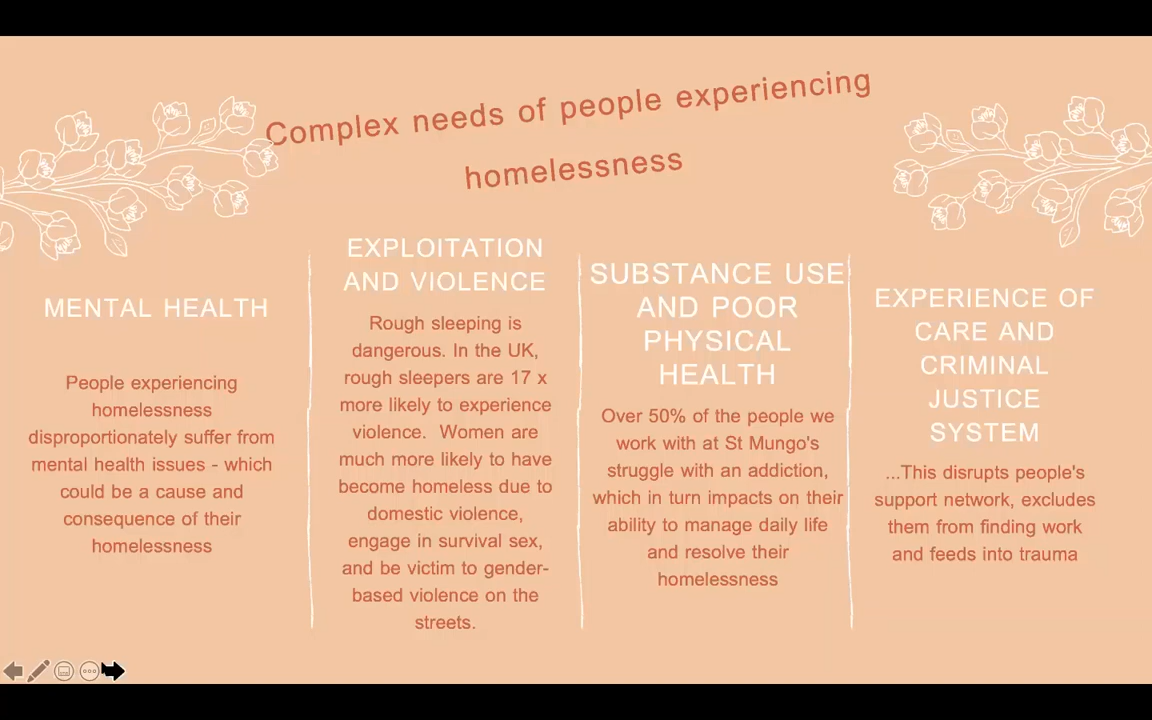 Complex needs of people experiencing
homelessness
MENTAL HEALTH
People experiencing
homelessness
disproportionately suffer from
mental health issues - which
could be a cause and
consequence of their
homelessness
EXPLOITATION
AND VIOLENCE
Rough sleeping is
dangerous. In the UK,
rough sleepers are 17 x
more likely to experience
violence.  Women are
much more likely to have
become homeless due to
domestic violence,
engage in survival sex,
and be victim to gender-
based violence on the
streets.
SUBSTANCE USE
AND POOR
PHYSICAL
HEALTH
Over 50% of the people we
work with at St Mungo's
struggle with an addiction,
which in turn impacts on their
ability to manage daily life
and resolve their
homelessness
EXPERIENCE OF
CARE AND
CRIMINAL
JUSTICE
SYSTEM
...This disrupts people's
support network, excludes
them from finding work
and feeds into trauma